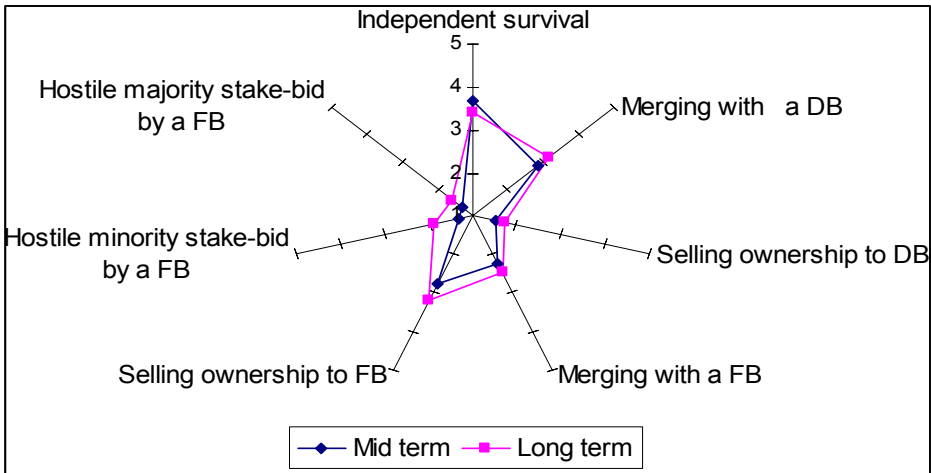 Independent survival
5
4
3
2
1
Hostile majority stake-bid
by a FB
Merging with a DB
Hostile minority stake-bid
by a FB
Selling ownership to DB
Selling ownership to FB
Merging with a FB
Mid term
Long term